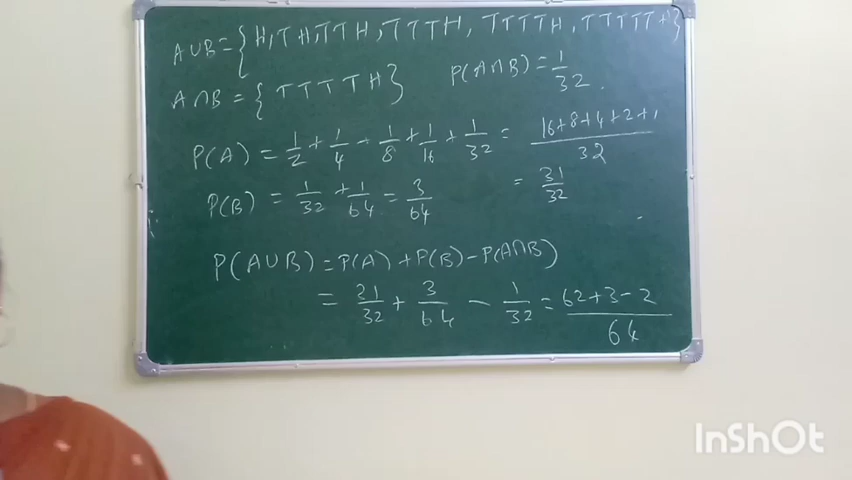 A∪B = { H, TH, TTH, TTTH, TTTTH, TTTTTH }
A∩B = { TTTTH } P(A∩B) = 1/32.
P(A) = 1/2 + 1/4 + 1/8 + 1/16 + 1/32 = 16+8+4+2+1/32
= 31/32
P(B) = 1/32 + 1/64 = 3/64
P(A∪B) = P(A) + P(B) - P(A∩B)
= 31/32 + 3/64 - 1/32 = 62+3-2/64
InShOt